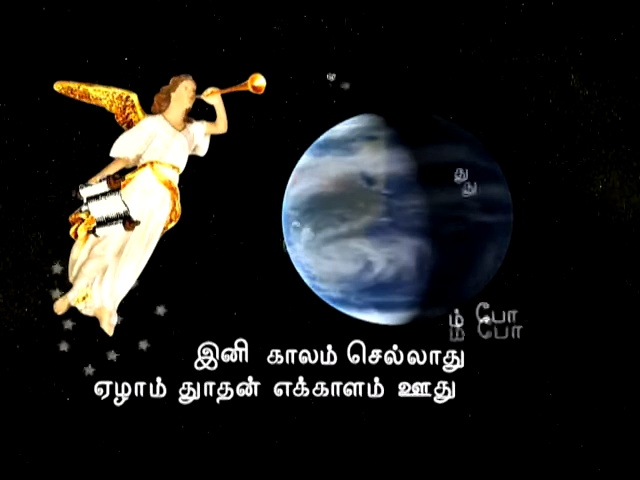 து
து
ம் போ
ம் போ
இனி காலம் செல்லாது
ஏழாம் தூதன் எக்காளம் ஊது